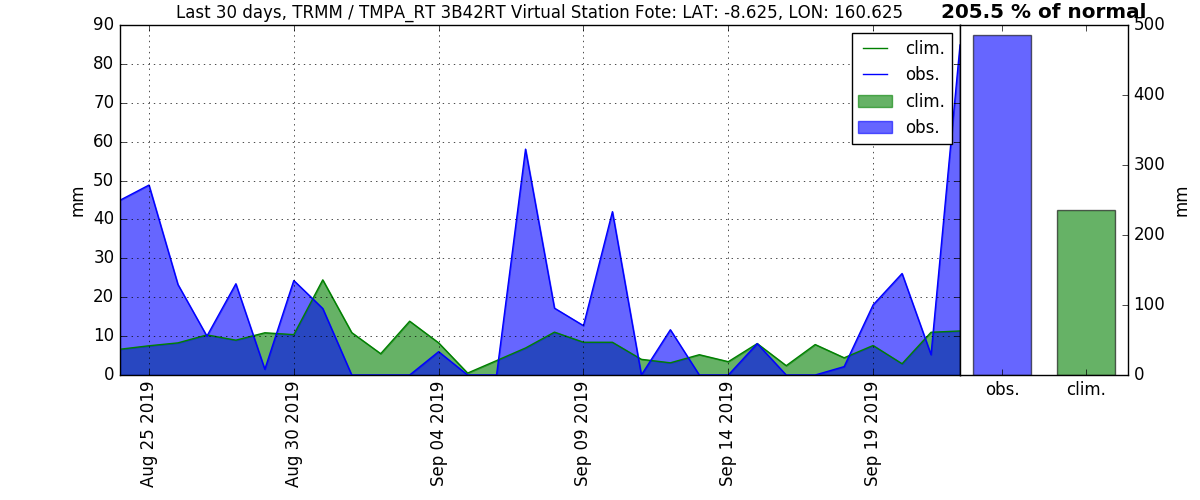 Last 30 days, TRMM / TMPA_RT 3B42RT Virtual Station Fote: LAT: -8.625, LON: 160.625
205.5 % of normal
90
80
70
60
50
40
30
20
10
0
mm
clim.
obs.
clim.
obs.
Aug 25 2019
Aug 30 2019
Sep 04 2019
Sep 09 2019
Sep 14 2019
Sep 19 2019
500
400
300
200
100
0
mm
obs.
clim.